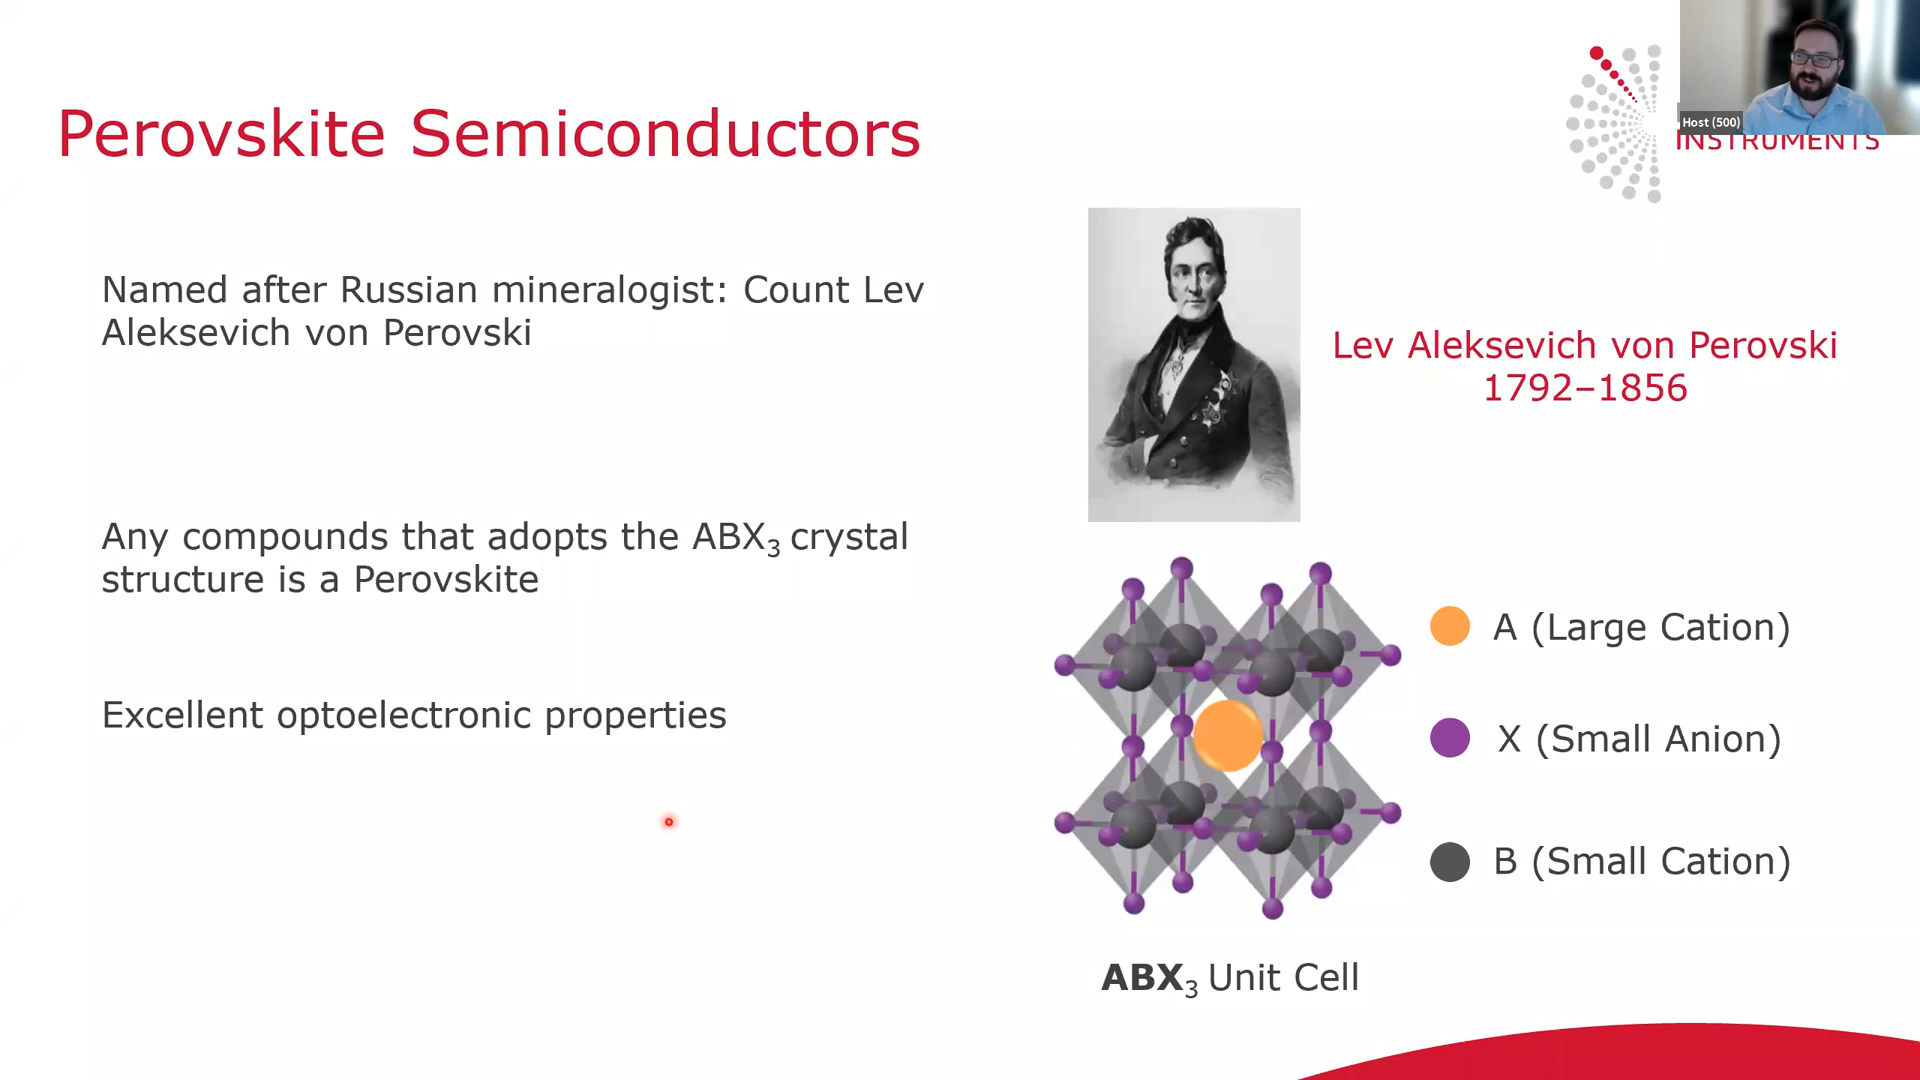 Host (500)
INSTRUMENTS
Perovskite Semiconductors
Named after Russian mineralogist: Count Lev
Aleksevich von Perovski
Lev Aleksevich von Perovski
1792–1856
Any compounds that adopts the ABX₃ crystal
structure is a Perovskite
Excellent optoelectronic properties
A (Large Cation)
X (Small Anion)
B (Small Cation)
ABX₃ Unit Cell